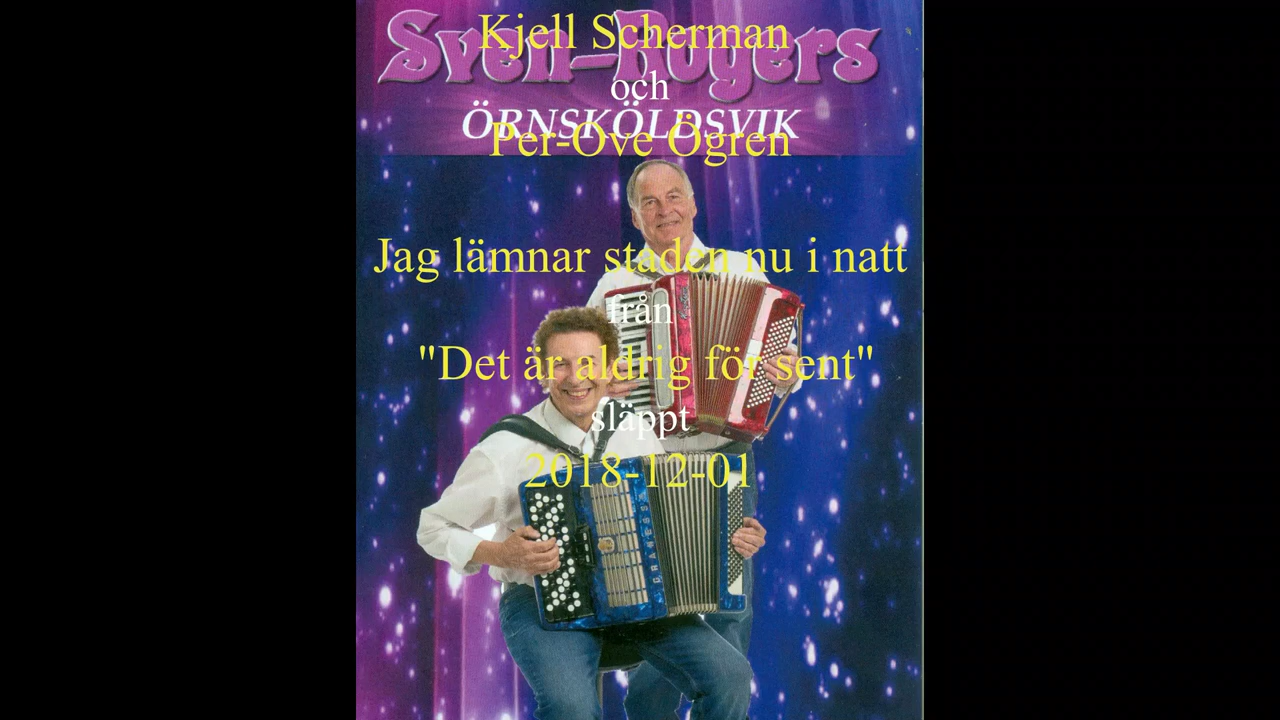 Sven-Rogers
Kjell Scherman
och
ÖRNSKÖLDSVIK
Per-Ove Ögren
Jag lämnar staden nu i natt
från
"Det är aldrig för sent"
släppt
2018-12-01